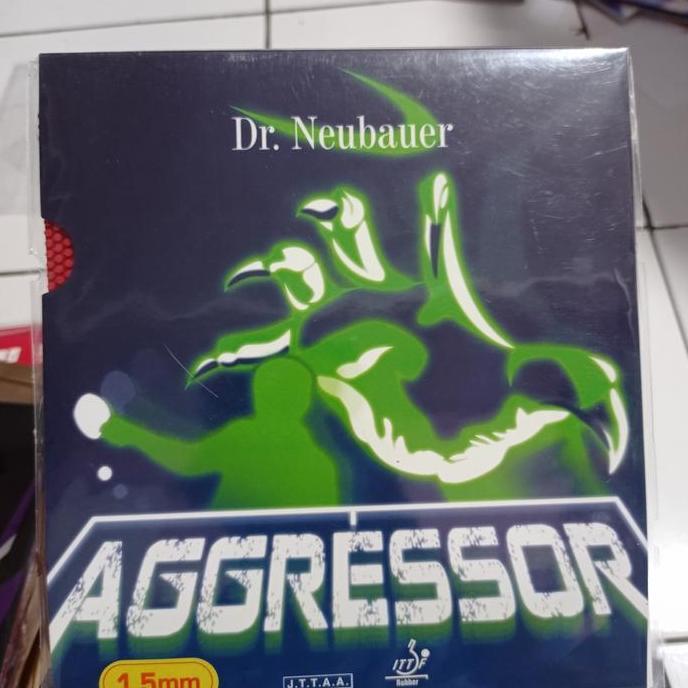 Dr. Neubauer
AGGRESSOR
1.5mm
J.T.T.A.A.
ITTF
Rubber